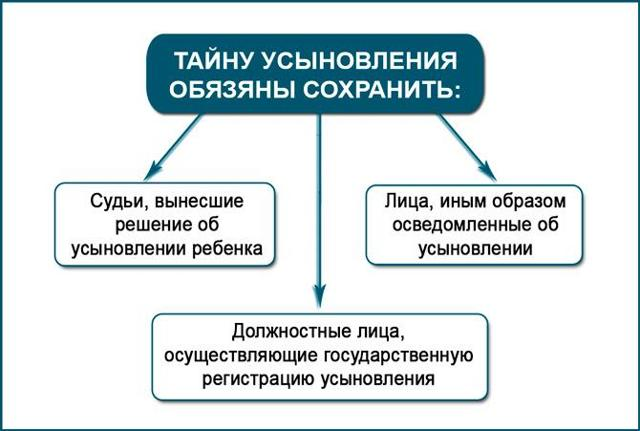 ТАЙНУ УСЫНОВЛЕНИЯ
ОБЯЗЯНЫ СОХРАНИТЬ:
Судьи, вынесшие
решение об
усыновлении ребенка
Лица, иным образом
осведомленные об
усыновлении
Должностные лица,
осуществляющие государственную
регистрацию усыновления